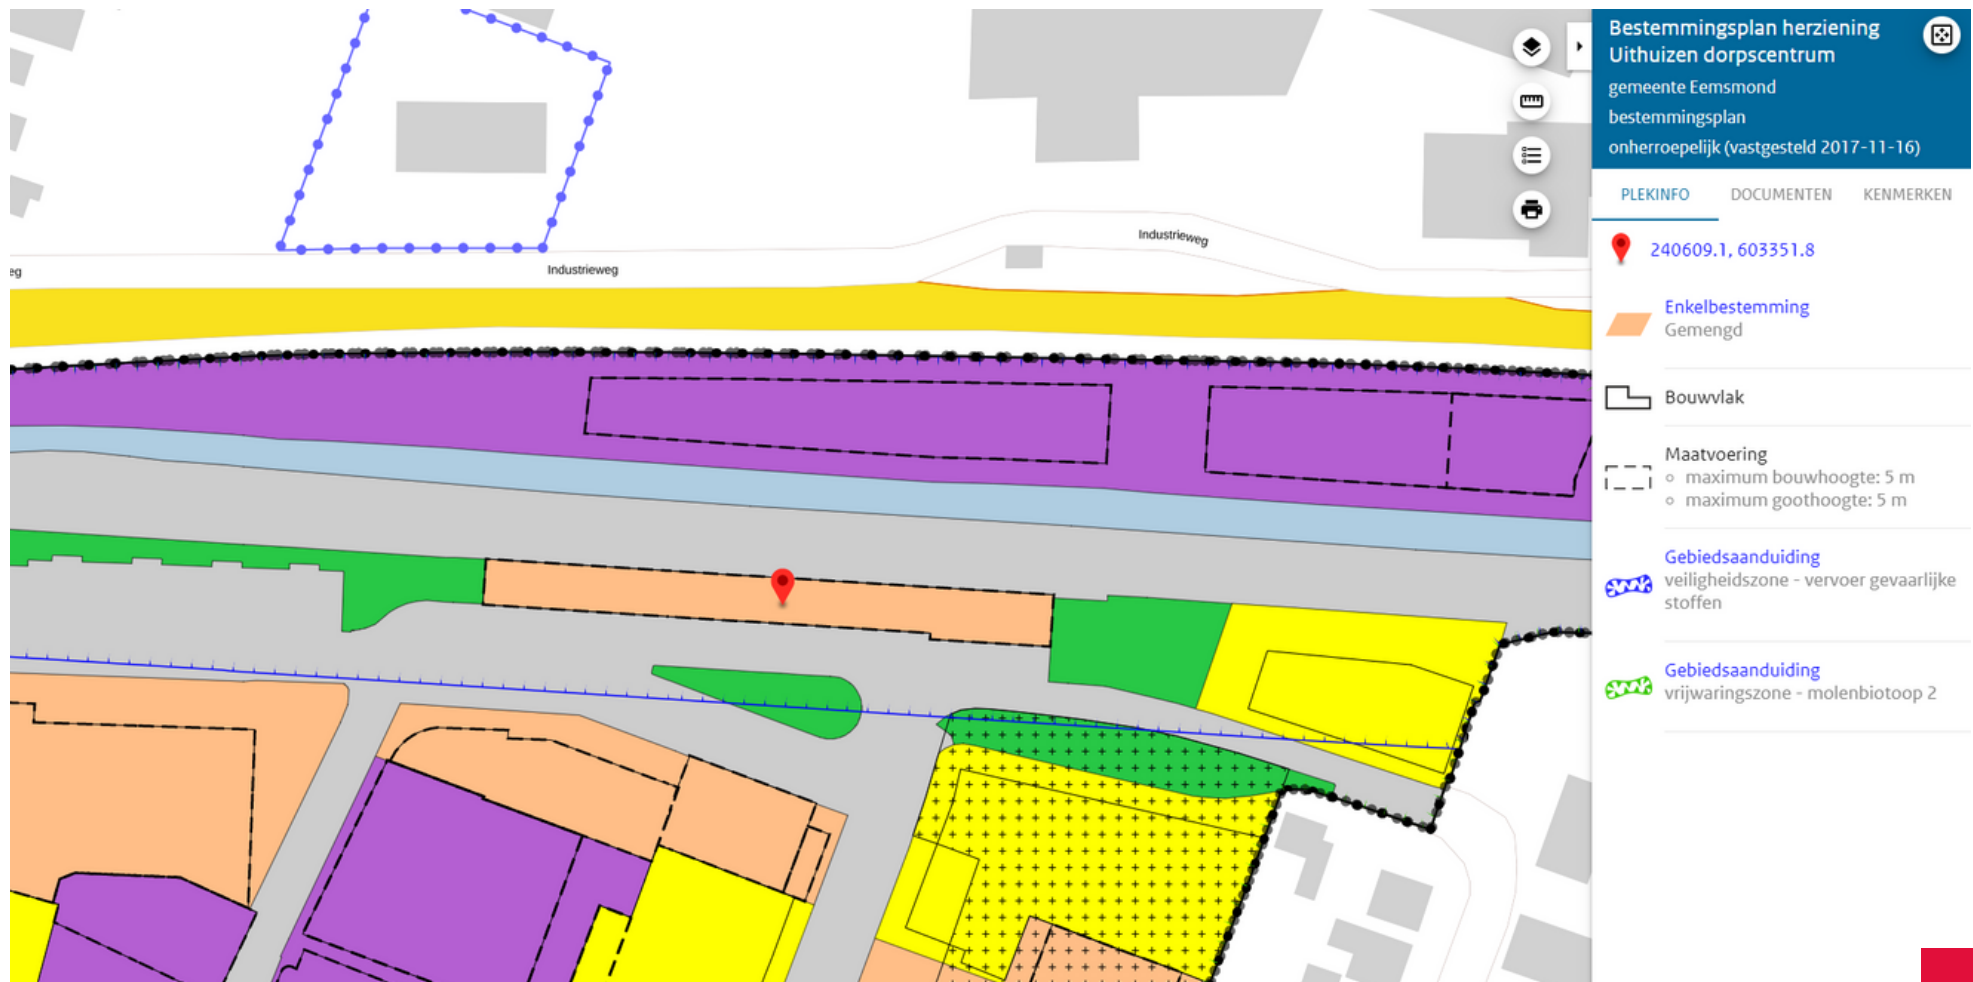 Bestemmingsplan herziening
Uithuizen dorpscentrum
gemeente Eemsmond
bestemmingsplan
onherroepelijk (vastgesteld 2017-11-16)
PLEKINFO DOCUMENTEN KENMERKEN
240609.1, 603351.8
Enkelbestemming
Gemengd
Bouwvlak
Maatvoering
maximum bouwhoogte: 5 m
maximum goothoogte: 5 m
Gebiedsaanduiding
veiligheidszone - vervoer gevaarlijke
stoffen
Gebiedsaanduiding
vrijwaringszone - molenbiotoop 2
Industrieweg
eg
Industrieweg